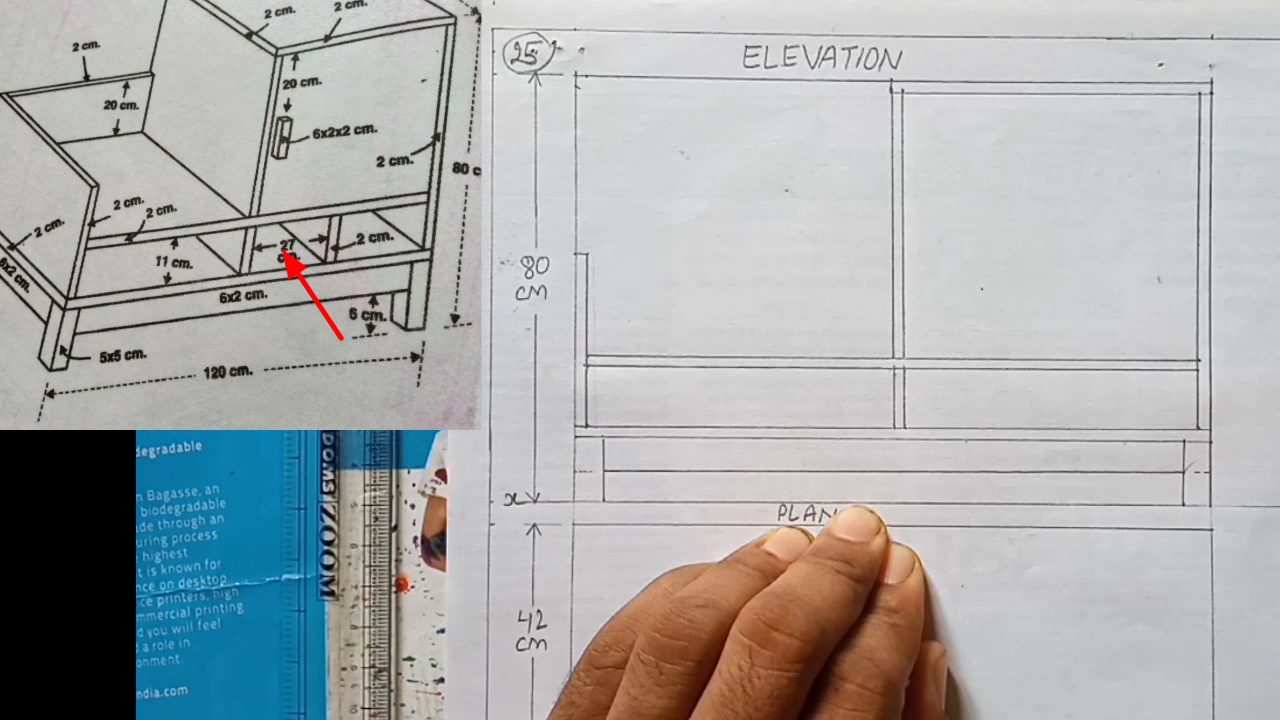 2 cm.
2 cm.
2 cm.
20 cm.
20 cm.
6x2x2 cm.
2 cm.
80 c
2 cm.
2 cm.
2 cm.
6x2 cm.
11 cm.
27
2 cm.
6x2 cm.
6 cm.
5x5 cm.
120 cm.
25
ELEVATION
80
cm
x
PLAN
42
cm
degradable
n Bagasse, an
biodegradable
de through an
uring process
highest
t is known for
nce on desktop
ce printers, high
mmercial printing
d you will feel
a role in
onment.
ndia.com
DOMS ZOOM